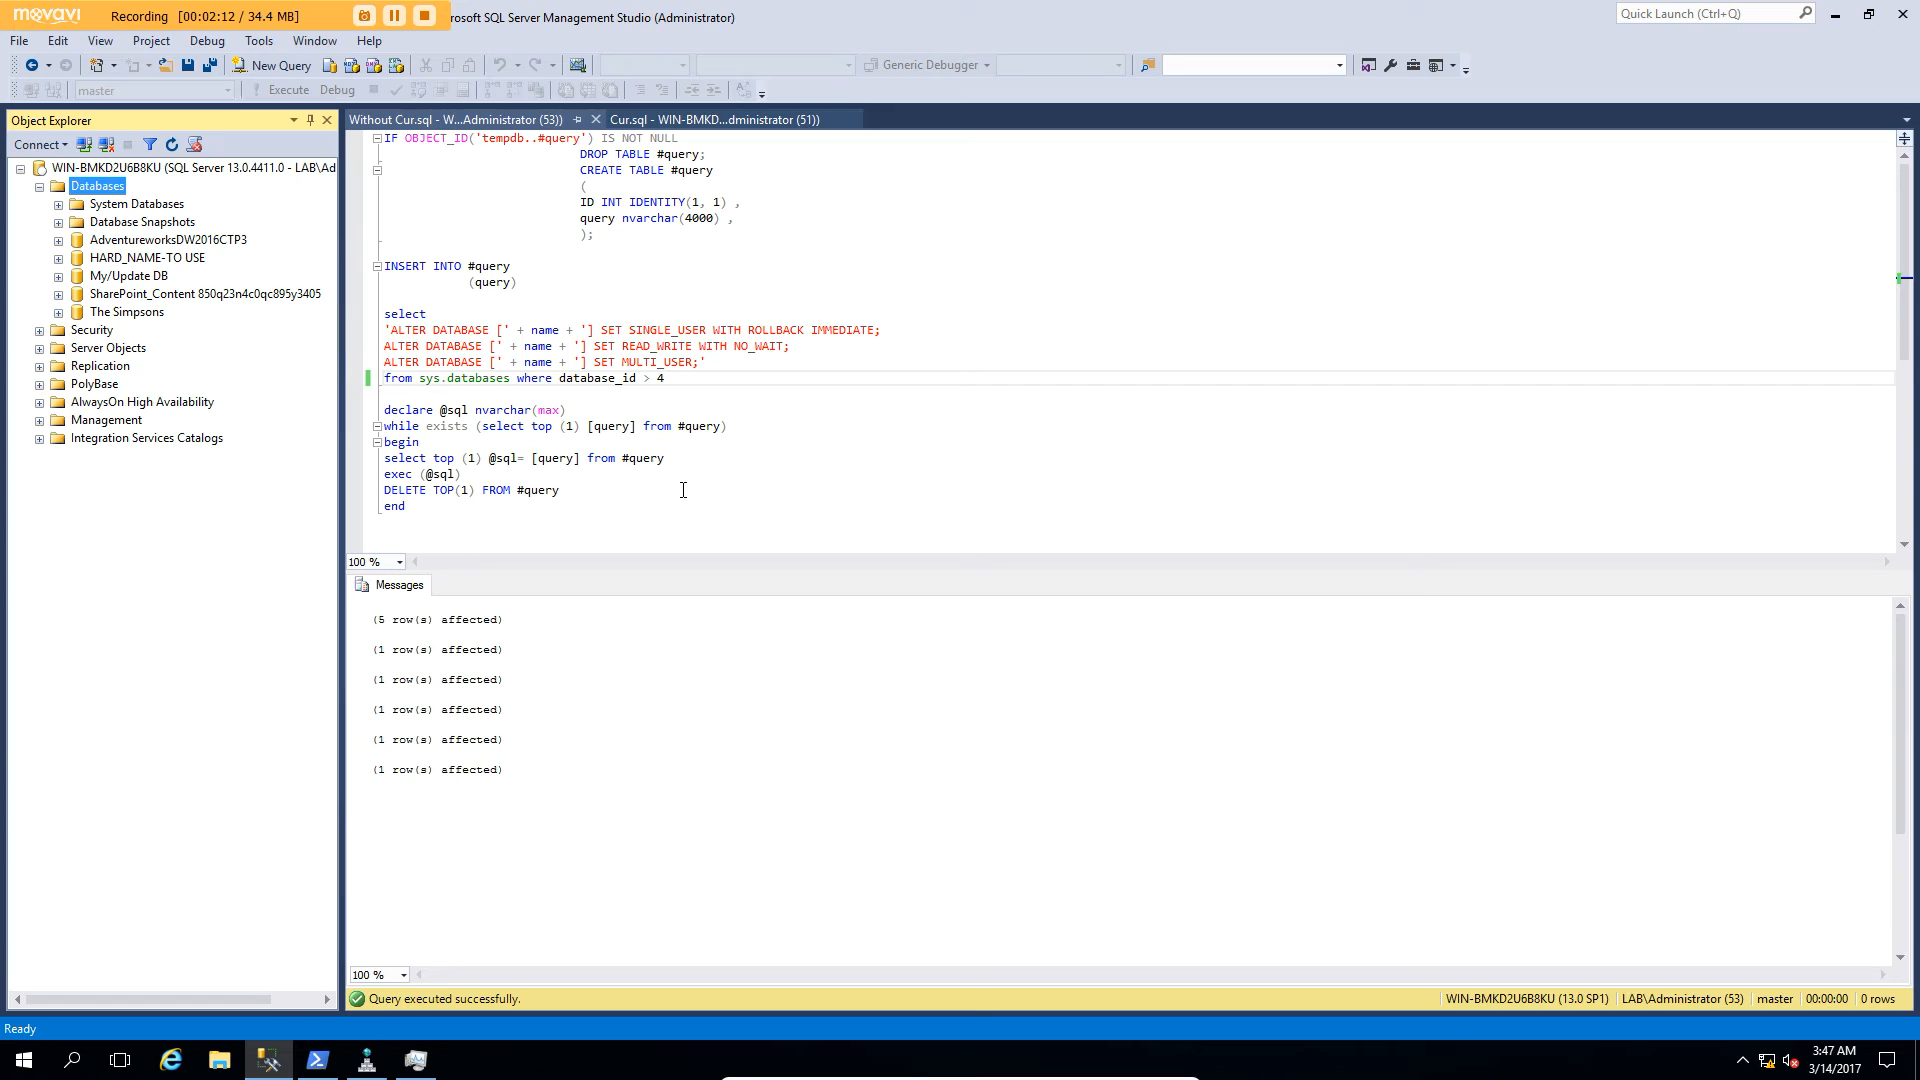 movavi Recording [00:02:12 / 34.4 MB] rosoft SQL Server Management Studio (Administrator) Quick Launch (Ctrl+Q)
File Edit View Project Debug Tools Window Help
New Query Generic Debugger
master Execute Debug
Object Explorer
Connect
WIN-BMKD2U6B8KU (SQL Server 13.0.4411.0 - LAB\Ad
Databases
System Databases
Database Snapshots
AdventureworksDW2016CTP3
HARD_NAME-TO USE
My/Update DB
SharePoint_Content 850q23n4c0qc895y3405
The Simpsons
Security
Server Objects
Replication
PolyBase
AlwaysOn High Availability
Management
Integration Services Catalogs
Without Cur.sql - W...Administrator (53)) Cur.sql - WIN-BMKD...dministrator (51))
IF OBJECT_ID('tempdb..#query') IS NOT NULL
DROP TABLE #query;
CREATE TABLE #query
(
ID INT IDENTITY(1, 1) ,
query nvarchar(4000) ,
);
INSERT INTO #query
(query)
select
'ALTER DATABASE [' + name + '] SET SINGLE_USER WITH ROLLBACK IMMEDIATE;
ALTER DATABASE [' + name + '] SET READ_WRITE WITH NO_WAIT;
ALTER DATABASE [' + name + '] SET MULTI_USER;'
from sys.databases where database_id > 4
declare @sql nvarchar(max)
while exists (select top (1) [query] from #query)
begin
select top (1) @sql= [query] from #query
exec (@sql)
DELETE TOP(1) FROM #query
end
100 %
Messages
(5 row(s) affected)
(1 row(s) affected)
(1 row(s) affected)
(1 row(s) affected)
(1 row(s) affected)
(1 row(s) affected)
100 %
Query executed successfully. WIN-BMKD2U6B8KU (13.0 SP1) LAB\Administrator (53) master 00:00:00 0 rows
Ready
3:47 AM
3/14/2017